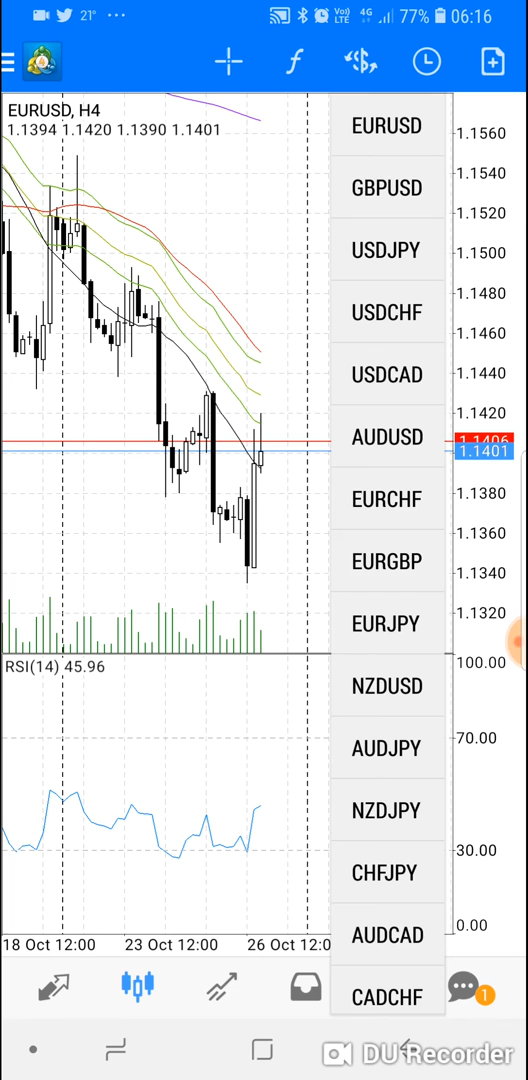 21° ··· Vo)) LTE 4G 77% 06:16
EURUSD, H4
1.1394 1.1420 1.1390 1.1401
EURUSD
GBPUSD
USDJPY
USDCHF
USDCAD
AUDUSD
EURCHF
EURGBP
EURJPY
NZDUSD
AUDJPY
NZDJPY
CHFJPY
AUDCAD
CADCHF
1.1560
1.1540
1.1520
1.1500
1.1480
1.1460
1.1440
1.1420
1.1406
1.1401
1.1380
1.1360
1.1340
1.1320
RSI(14) 45.96
100.00
70.00
30.00
0.00
18 Oct 12:00 23 Oct 12:00 26 Oct 12:0
1
DU Recorder